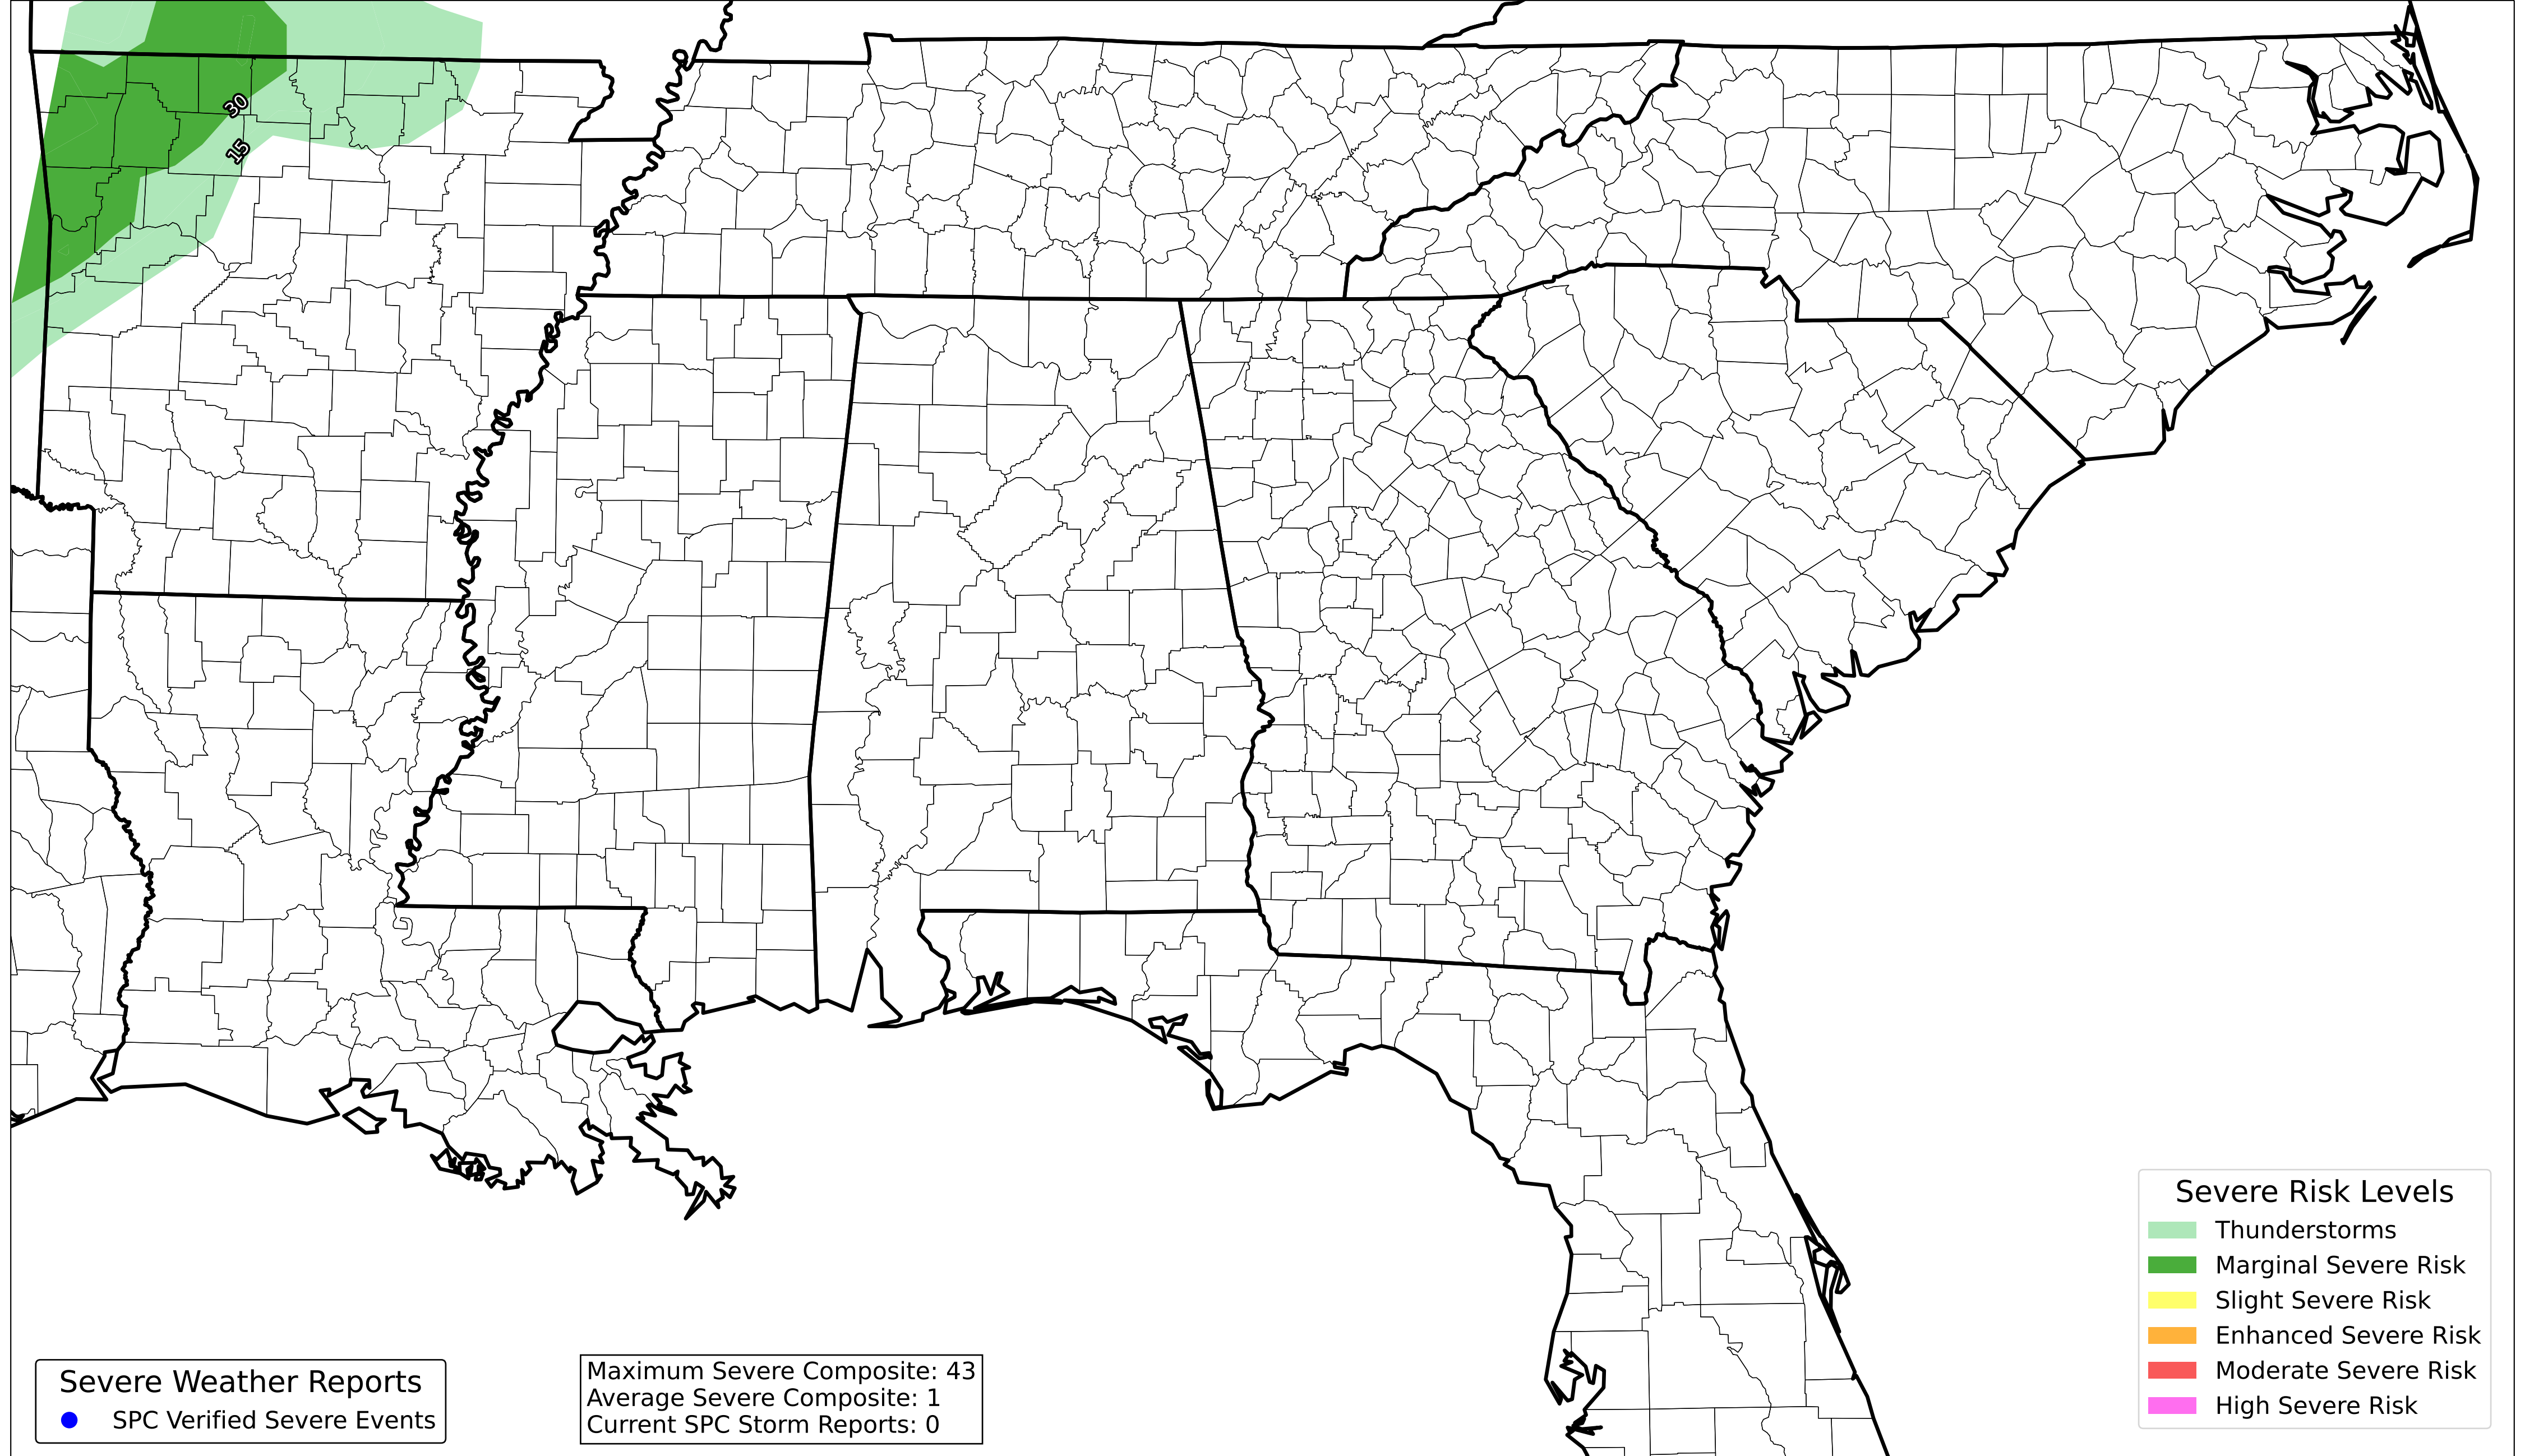 30
15
Severe Risk Levels
Thunderstorms
Marginal Severe Risk
Slight Severe Risk
Enhanced Severe Risk
Moderate Severe Risk
High Severe Risk
Severe Weather Reports
SPC Verified Severe Events
Maximum Severe Composite: 43
Average Severe Composite: 1
Current SPC Storm Reports: 0